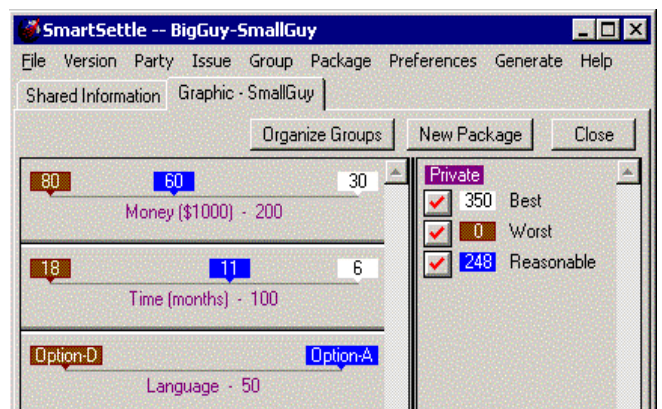 SmartSettle -- BigGuy-SmallGuy
File Version Party Issue Group Package Preferences Generate Help
Shared Information Graphic - SmallGuy
Organize Groups New Package Close
80 60 30
Money ($1000) - 200
18 11 6
Time (months) - 100
Option-D Option-A
Language - 50
Private
350 Best
0 Worst
248 Reasonable